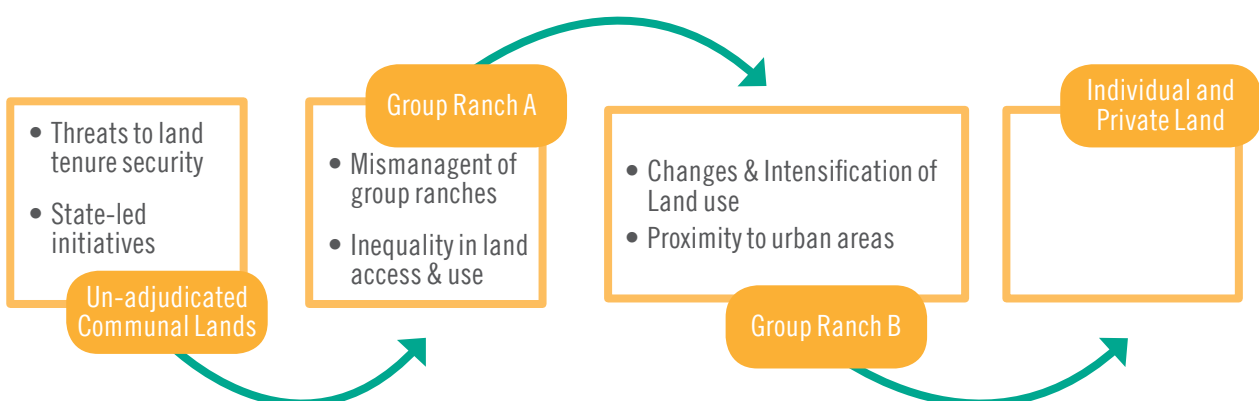 • Threats to land
tenure security
• State-led
initiatives
Un-adjudicated
Communal Lands
Group Ranch A
• Mismanagent of
group ranches
• Inequality in land
access & use
• Changes & Intensification of
Land use
• Proximity to urban areas
Group Ranch B
Individual and
Private Land